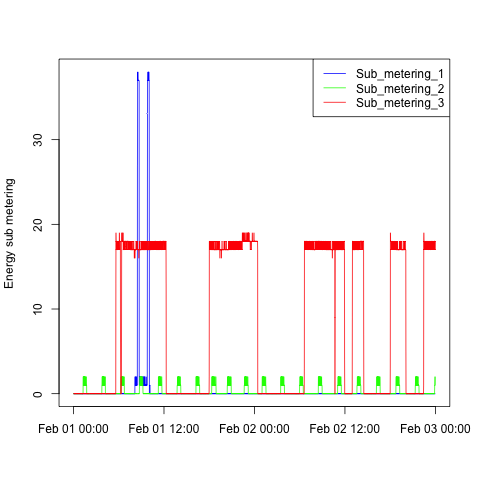 Sub_metering_1
Sub_metering_2
Sub_metering_3
Energy sub metering
30
20
10
0
Feb 01 00:00 Feb 01 12:00 Feb 02 00:00 Feb 02 12:00 Feb 03 00:00